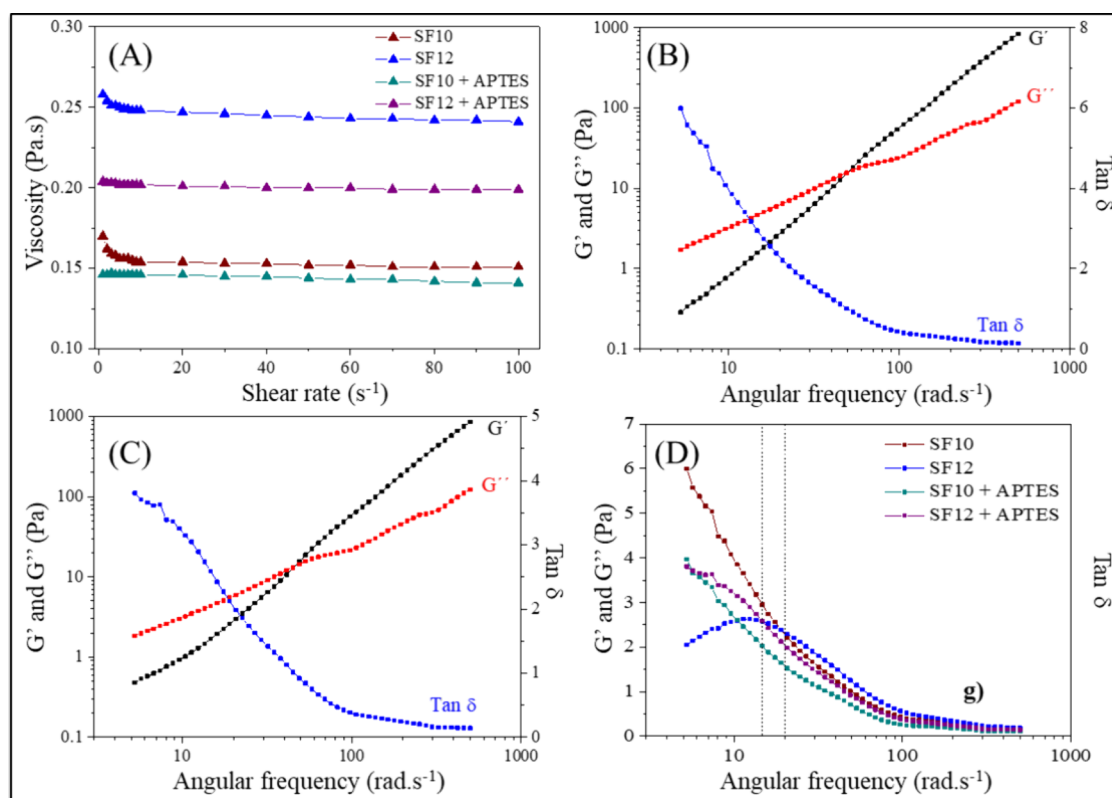 (A)
0.30
0.25
0.20
0.15
0.10
Viscosity (Pa.s)
SF10
SF12
SF10 + APTES
SF12 + APTES
0 20 40 60 80 100
Shear rate (s⁻¹)
(B)
1000
100
10
1
0.1
G' and G'' (Pa)
G′
G′′
Tan δ
8
6
4
2
0
Tan δ
10 100 1000
Angular frequency (rad.s⁻¹)
(C)
1000
100
10
1
0.1
G' and G'' (Pa)
G′
G′′
Tan δ
5
4
3
2
1
0
Tan δ
10 100 1000
Angular frequency (rad.s⁻¹)
(D)
7
6
5
4
3
2
1
0
G' and G'' (Pa)
SF10
SF12
SF10 + APTES
SF12 + APTES
g)
Tan δ
10 100 1000
Angular frequency (rad.s⁻¹)